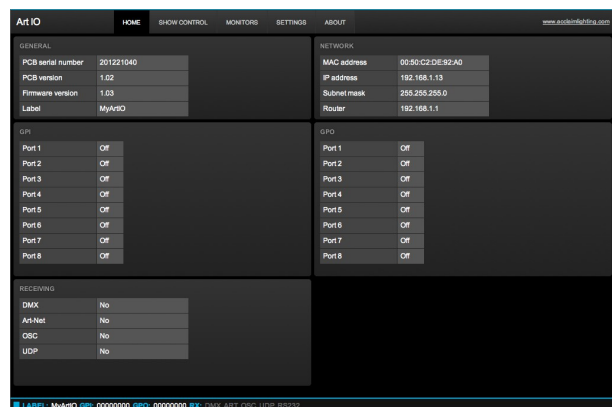 Art IO HOME SHOW CONTROL MONITORS SETTINGS ABOUT www.acclaimlighting.com
GENERAL
PCB serial number 201221040
PCB version 1.02
Firmware version 1.03
Label MyArtIO
NETWORK
MAC address 00:50:C2:DE:92:A0
IP address 192.168.1.13
Subnet mask 255.255.255.0
Router 192.168.1.1
GPI
Port 1 Off
Port 2 Off
Port 3 Off
Port 4 Off
Port 5 Off
Port 6 Off
Port 7 Off
Port 8 Off
GPO
Port 1 Off
Port 2 Off
Port 3 Off
Port 4 Off
Port 5 Off
Port 6 Off
Port 7 Off
Port 8 Off
RECEIVING
DMX No
Art-Net No
OSC No
UDP No
LABEL: MyArtIO GPI: 00000000 GPO: 00000000 RX: DMX ART OSC UDP RS232